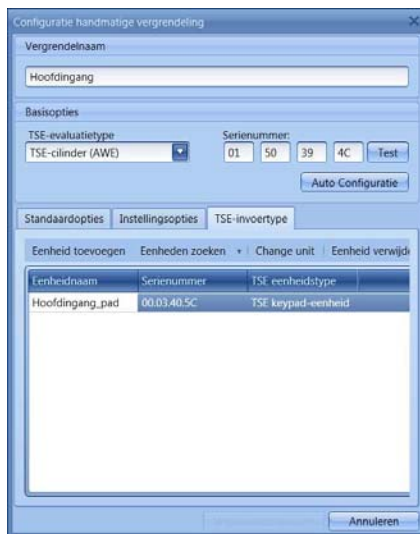 Configuratie handmatige vergrendeling
Vergrendelnaam
Hoofdingang
Basisopties
TSE-evaluatietype Serienummer:
TSE-cilinder (AWE) 01 50 39 4C Test
Auto Configuratie
Standaardopties Instellingsopties TSE-invoertype
Eenheid toevoegen Eenheden zoeken Change unit Eenheid verwijde
Eenheidnaam Serienummer TSE eenheidstype
Hoofdingang_pad 00.03.40.5C TSE keypad-eenheid
Annuleren